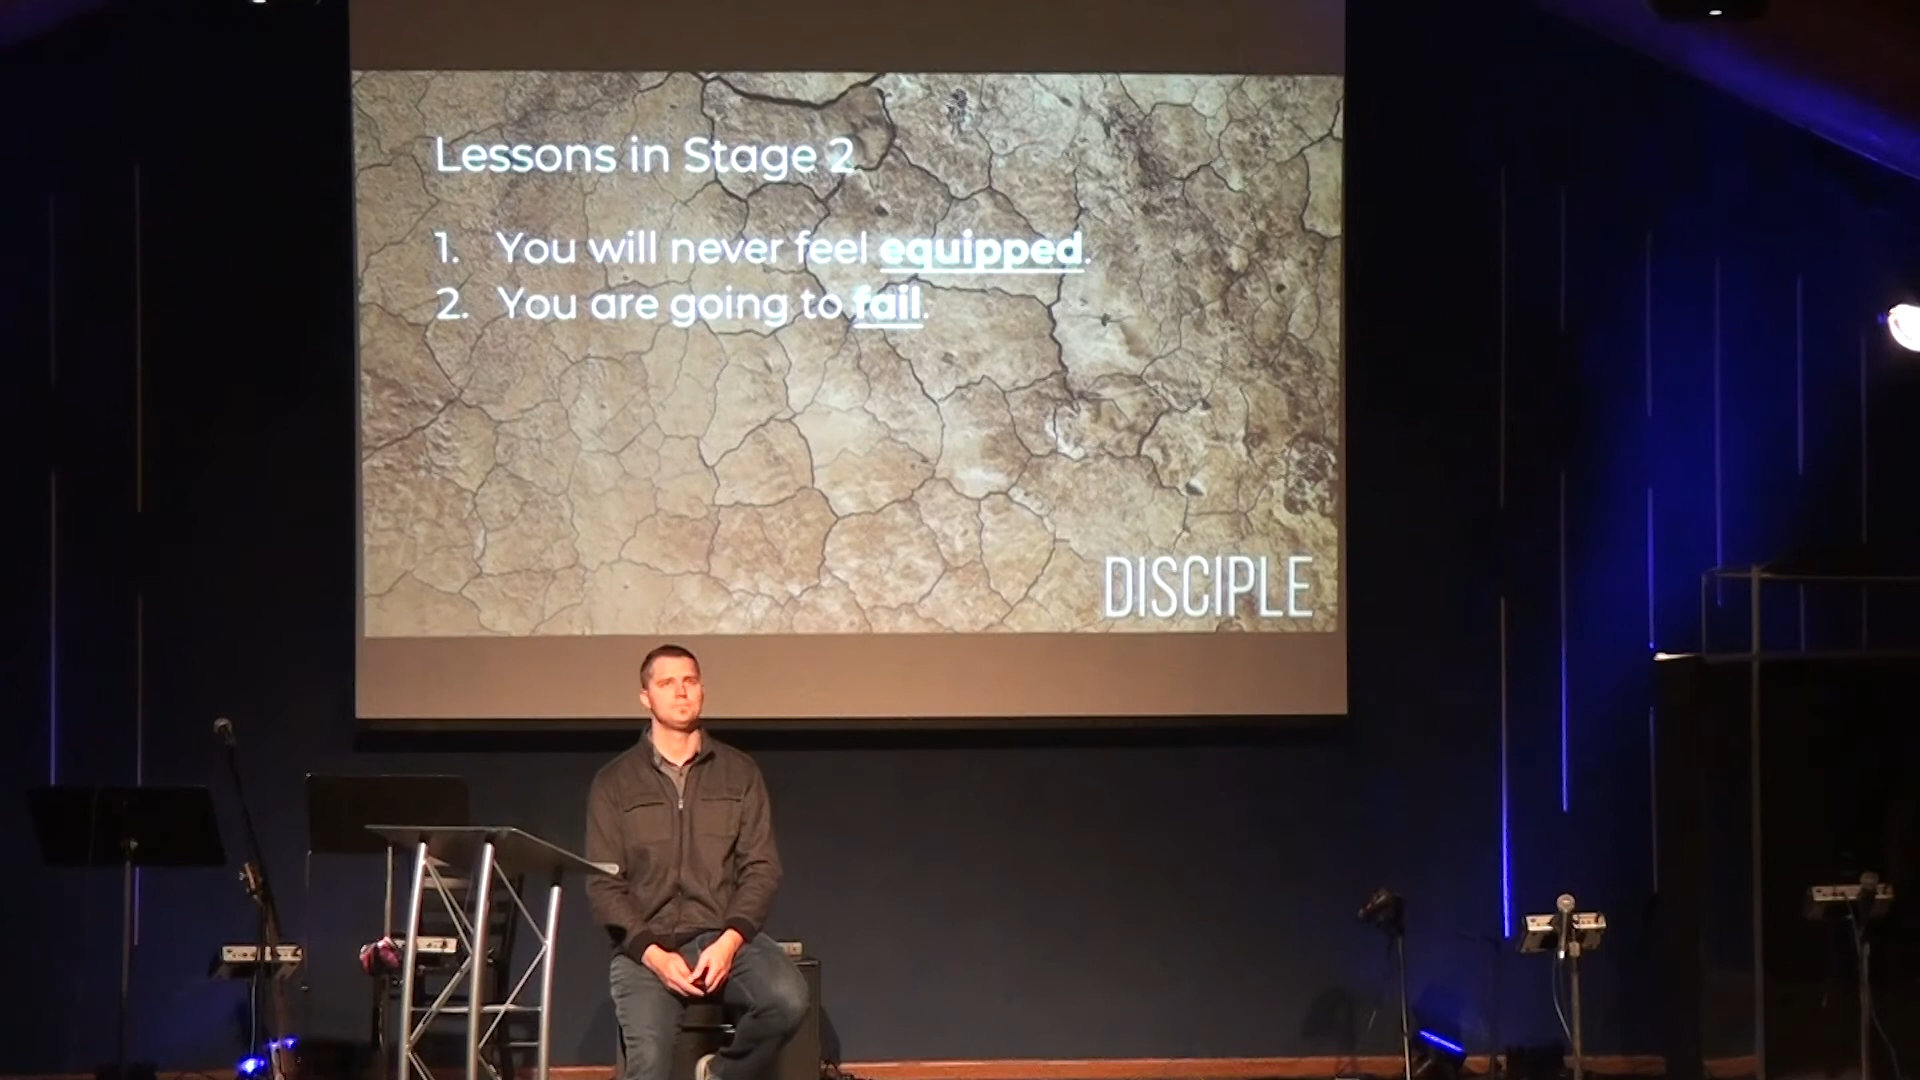 Lessons in Stage 2
1. You will never feel equipped.
2. You are going to fail.
DISCIPLE